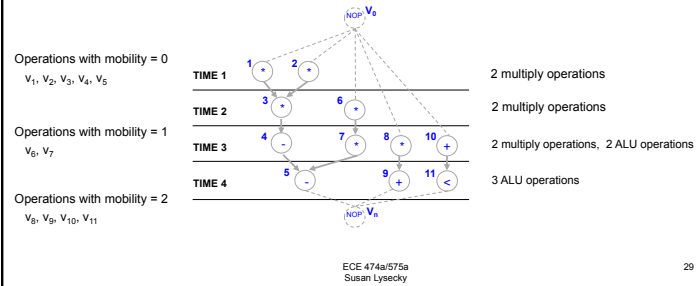 NOP V0
Operations with mobility = 0
v1, v2, v3, v4, v5
TIME 1
1 * 2 *
2 multiply operations
TIME 2
3 * 6 *
2 multiply operations
Operations with mobility = 1
v6, v7
TIME 3
4 - 7 * 8 * 10 +
2 multiply operations, 2 ALU operations
TIME 4
5 - 9 + 11 <
3 ALU operations
Operations with mobility = 2
v8, v9, v10, v11
NOP Vn
ECE 474a/575a
Susan Lysecky
29